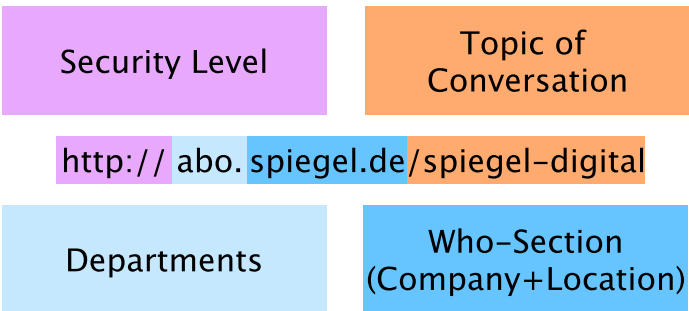 Security Level
Topic of
Conversation
http:// abo. spiegel.de/spiegel-digital
Departments
Who-Section
(Company+Location)